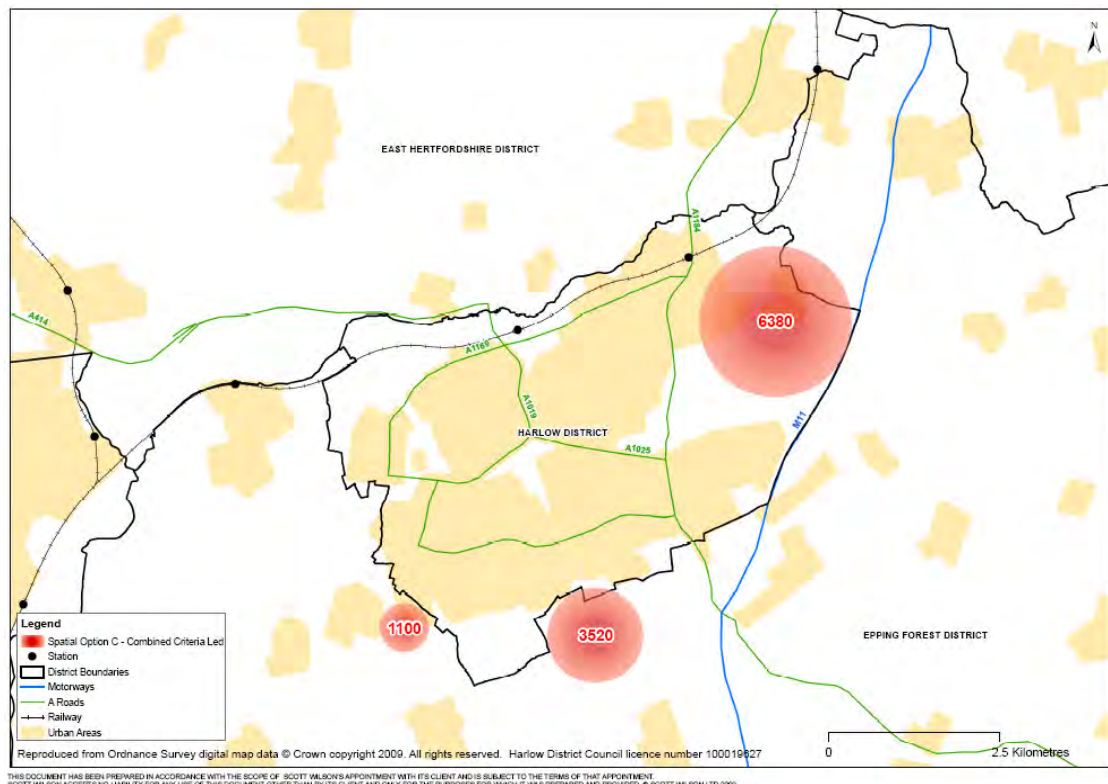 N
EAST HERTFORDSHIRE DISTRICT
A1184
6380
A414
A1169
A1019
HARLOW DISTRICT
A1025
M11
1100
3520
EPPING FOREST DISTRICT
Legend
Spatial Option C - Combined Criteria Led
Station
District Boundaries
Motorways
A Roads
Railway
Urban Areas
0 2.5 Kilometres
Reproduced from Ordnance Survey digital map data © Crown copyright 2009. All rights reserved. Harlow District Council licence number 100019627
THIS DOCUMENT HAS BEEN PREPARED IN ACCORDANCE WITH THE SCOPE OF SCOTT WILSON'S APPOINTMENT WITH ITS CLIENT AND IS SUBJECT TO THE TERMS OF THAT APPOINTMENT.